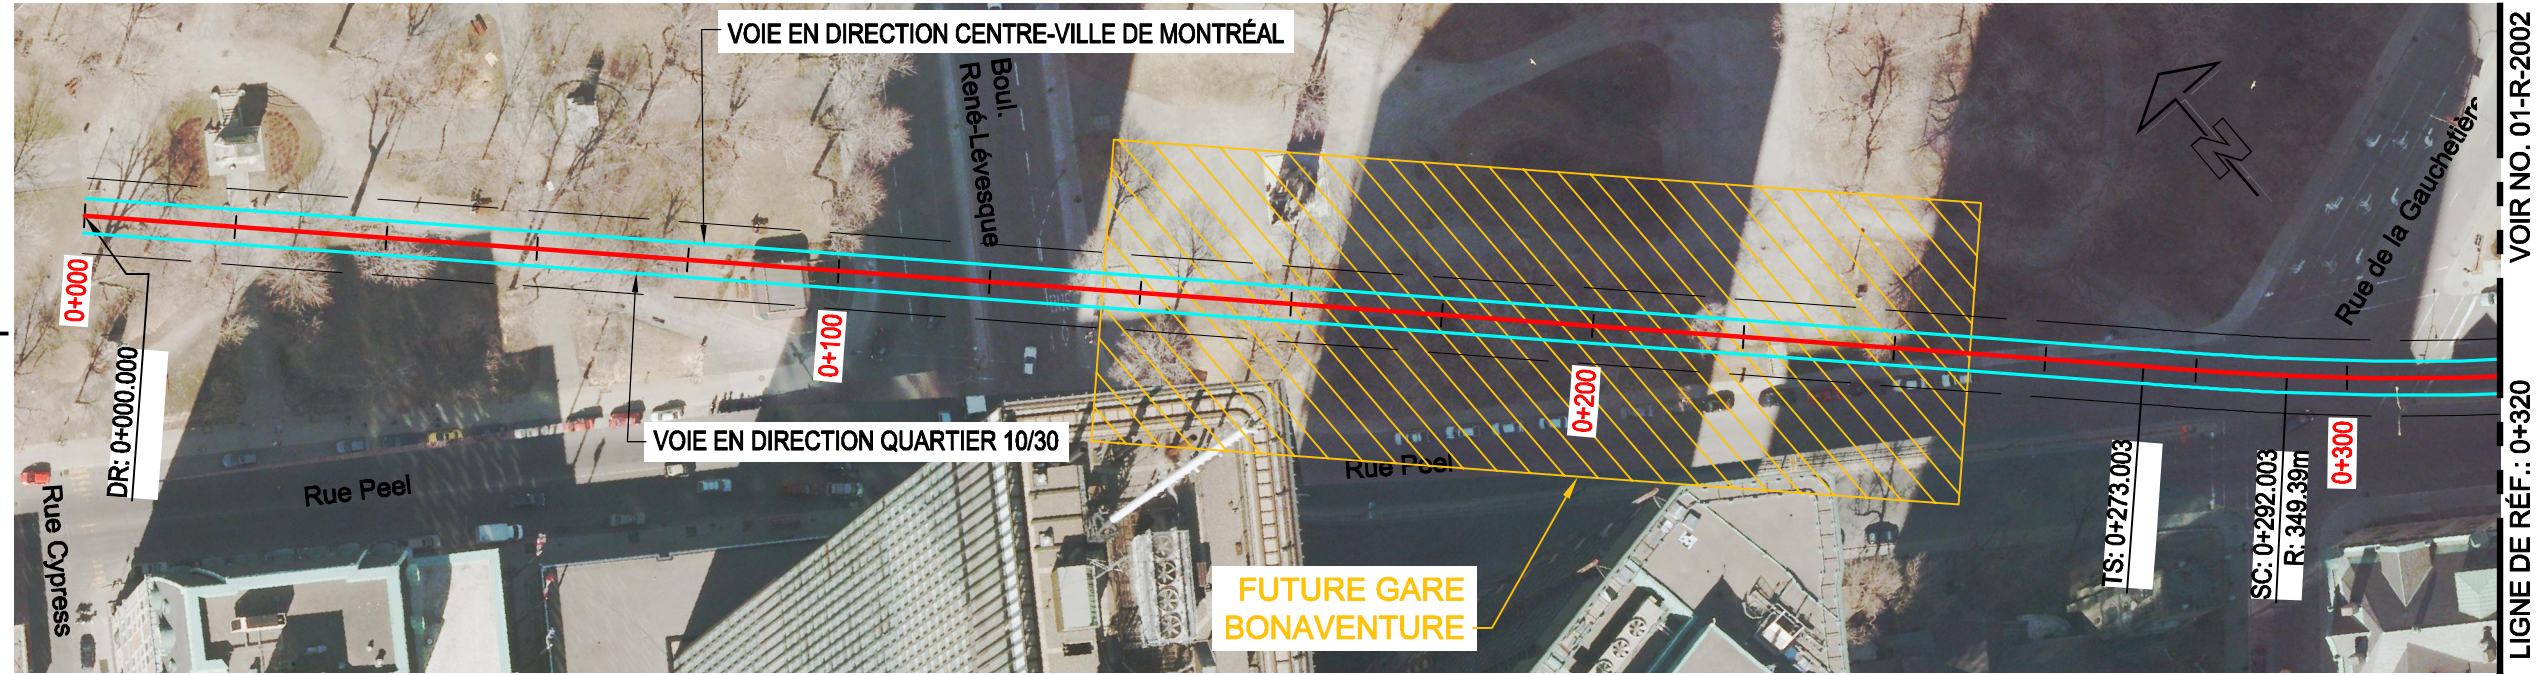 VOIE EN DIRECTION CENTRE-VILLE DE MONTRÉAL
Boul.
René-Lévesque
0+000
DR: 0+000.000
0+100
VOIE EN DIRECTION QUARTIER 10/30
Rue Peel
Rue Cypress
0+200
Rue Peel
FUTURE GARE
BONAVENTURE
N
Rue de la Gauchetière
TS: 0+273.003
SC: 0+292.003
R: 349.39m
0+300
LIGNE DE RÉF.: 0+320
VOIR NO. 01-R-2002